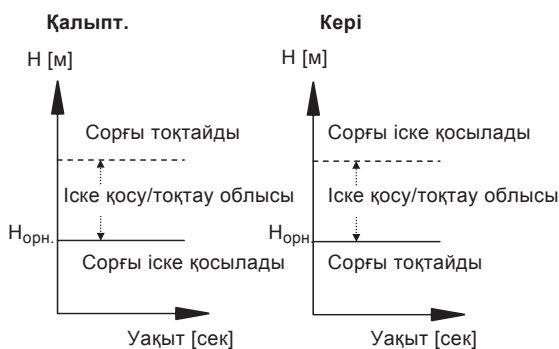 Қалыпт.
H [м]
Сорғы тоқтайды
Іске қосу/тоқтау облысы
Hорн.
Сорғы іске қосылады
Уақыт [сек]
Кері
H [м]
Сорғы іске қосылады
Іске қосу/тоқтау облысы
Hорн.
Сорғы тоқтайды
Уақыт [сек]